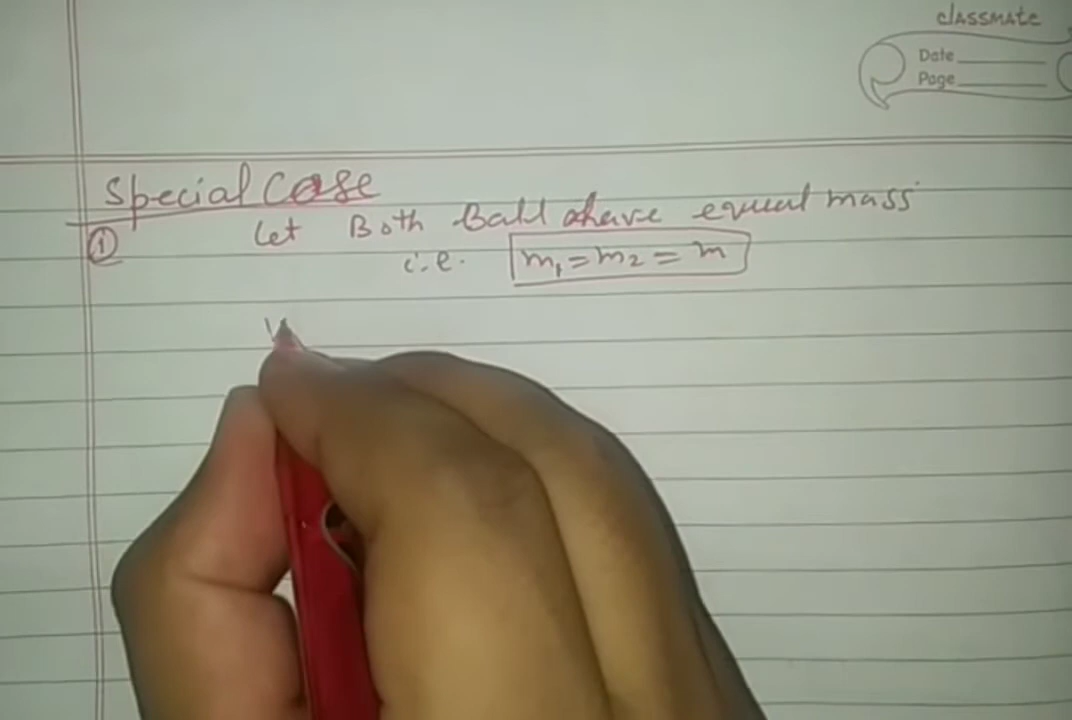 classmate
Date
Page
Special Case
① Let Both Ball have equal mass
i.e. m₁ = m₂ = m